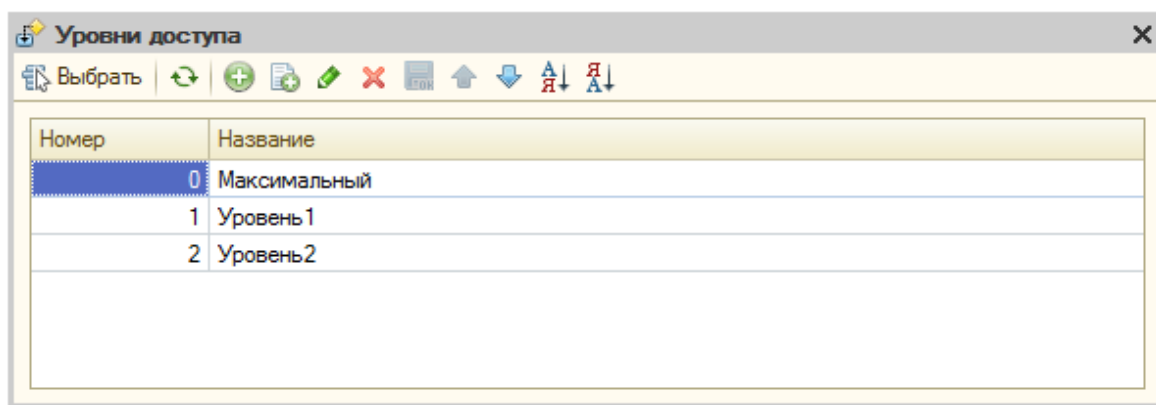 Уровни доступа
Выбрать
Номер Название
0 Максимальный
1 Уровень1
2 Уровень2